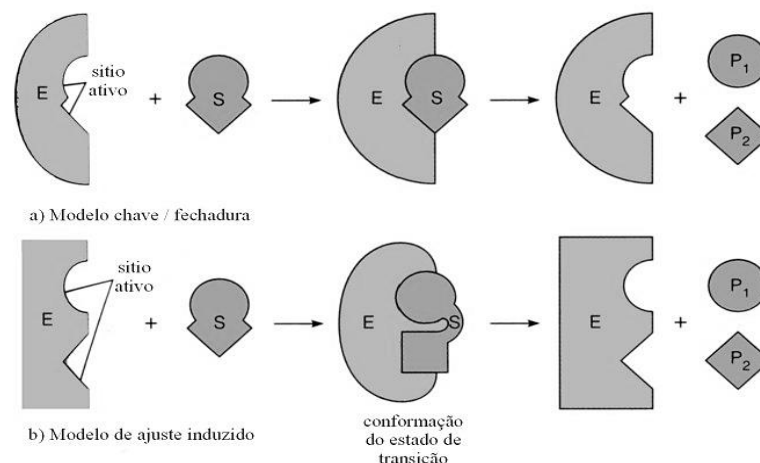 E
sitio
ativo
+
S
E
S
E
+
P1
P2
a) Modelo chave / fechadura
E
sitio
ativo
+
S
E
S
E
+
P1
P2
b) Modelo de ajuste induzido
conformação
do estado de
transição